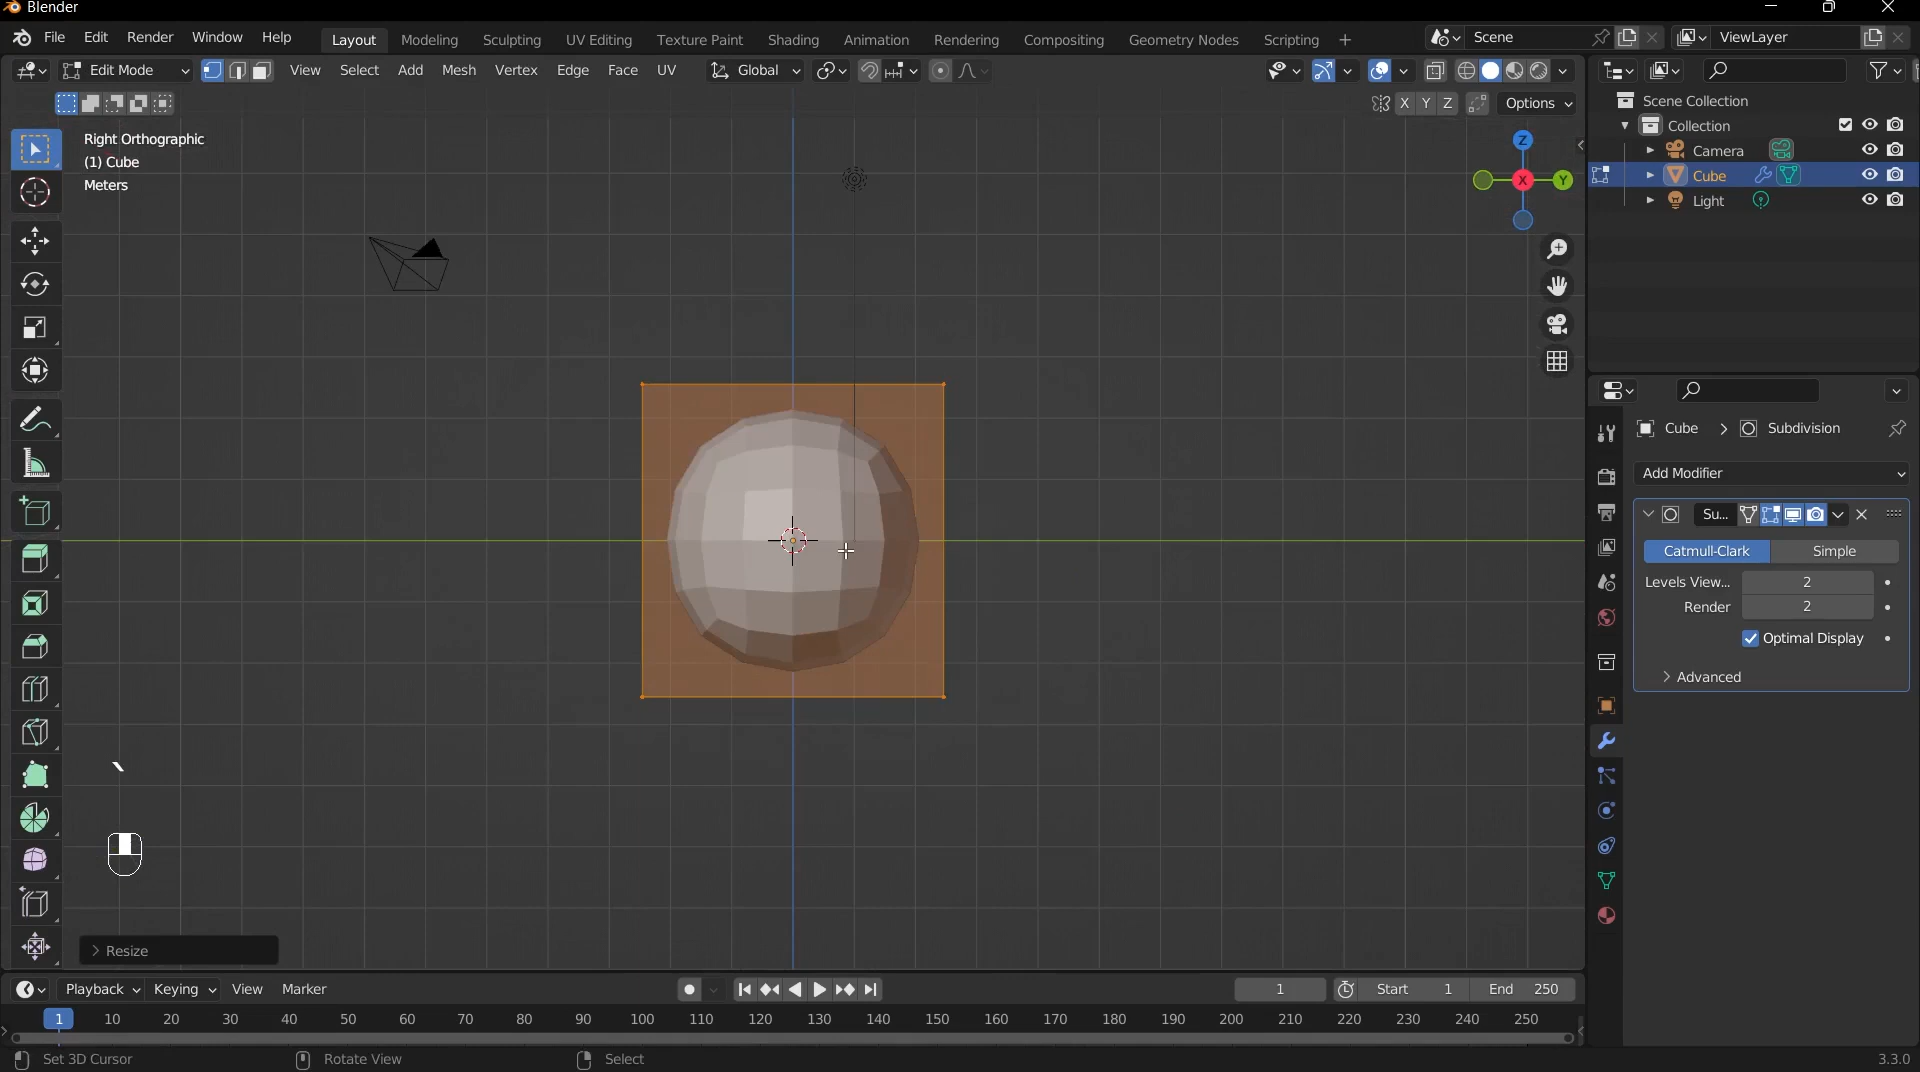 Blender
File Edit Render Window Help Layout Modeling Sculpting UV Editing Texture Paint Shading Animation Rendering Compositing Geometry Nodes Scripting + Scene ViewLayer
Edit Mode View Select Add Mesh Vertex Edge Face UV Global
X Y Z Options
Right Orthographic
(1) Cube
Meters
Z
X
Y
Scene Collection
Collection
Camera
Cube
Light
Cube > Subdivision
Add Modifier
Su...
Catmull-Clark Simple
Levels View... 2
Render 2
Optimal Display
> Advanced
` 
> Resize
Playback Keying View Marker 1 Start 1 End 250
1 10 20 30 40 50 60 70 80 90 100 110 120 130 140 150 160 170 180 190 200 210 220 230 240 250
Set 3D Cursor Rotate View Select 3.3.0